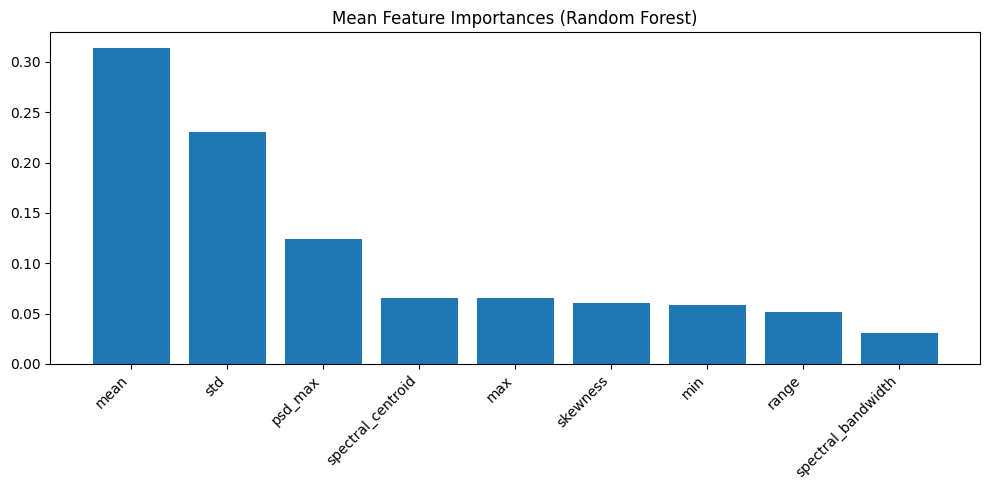 Mean Feature Importances (Random Forest)
0.30
0.25
0.20
0.15
0.10
0.05
0.00
mean
std
psd_max
spectral_centroid
max
skewness
min
range
spectral_bandwidth